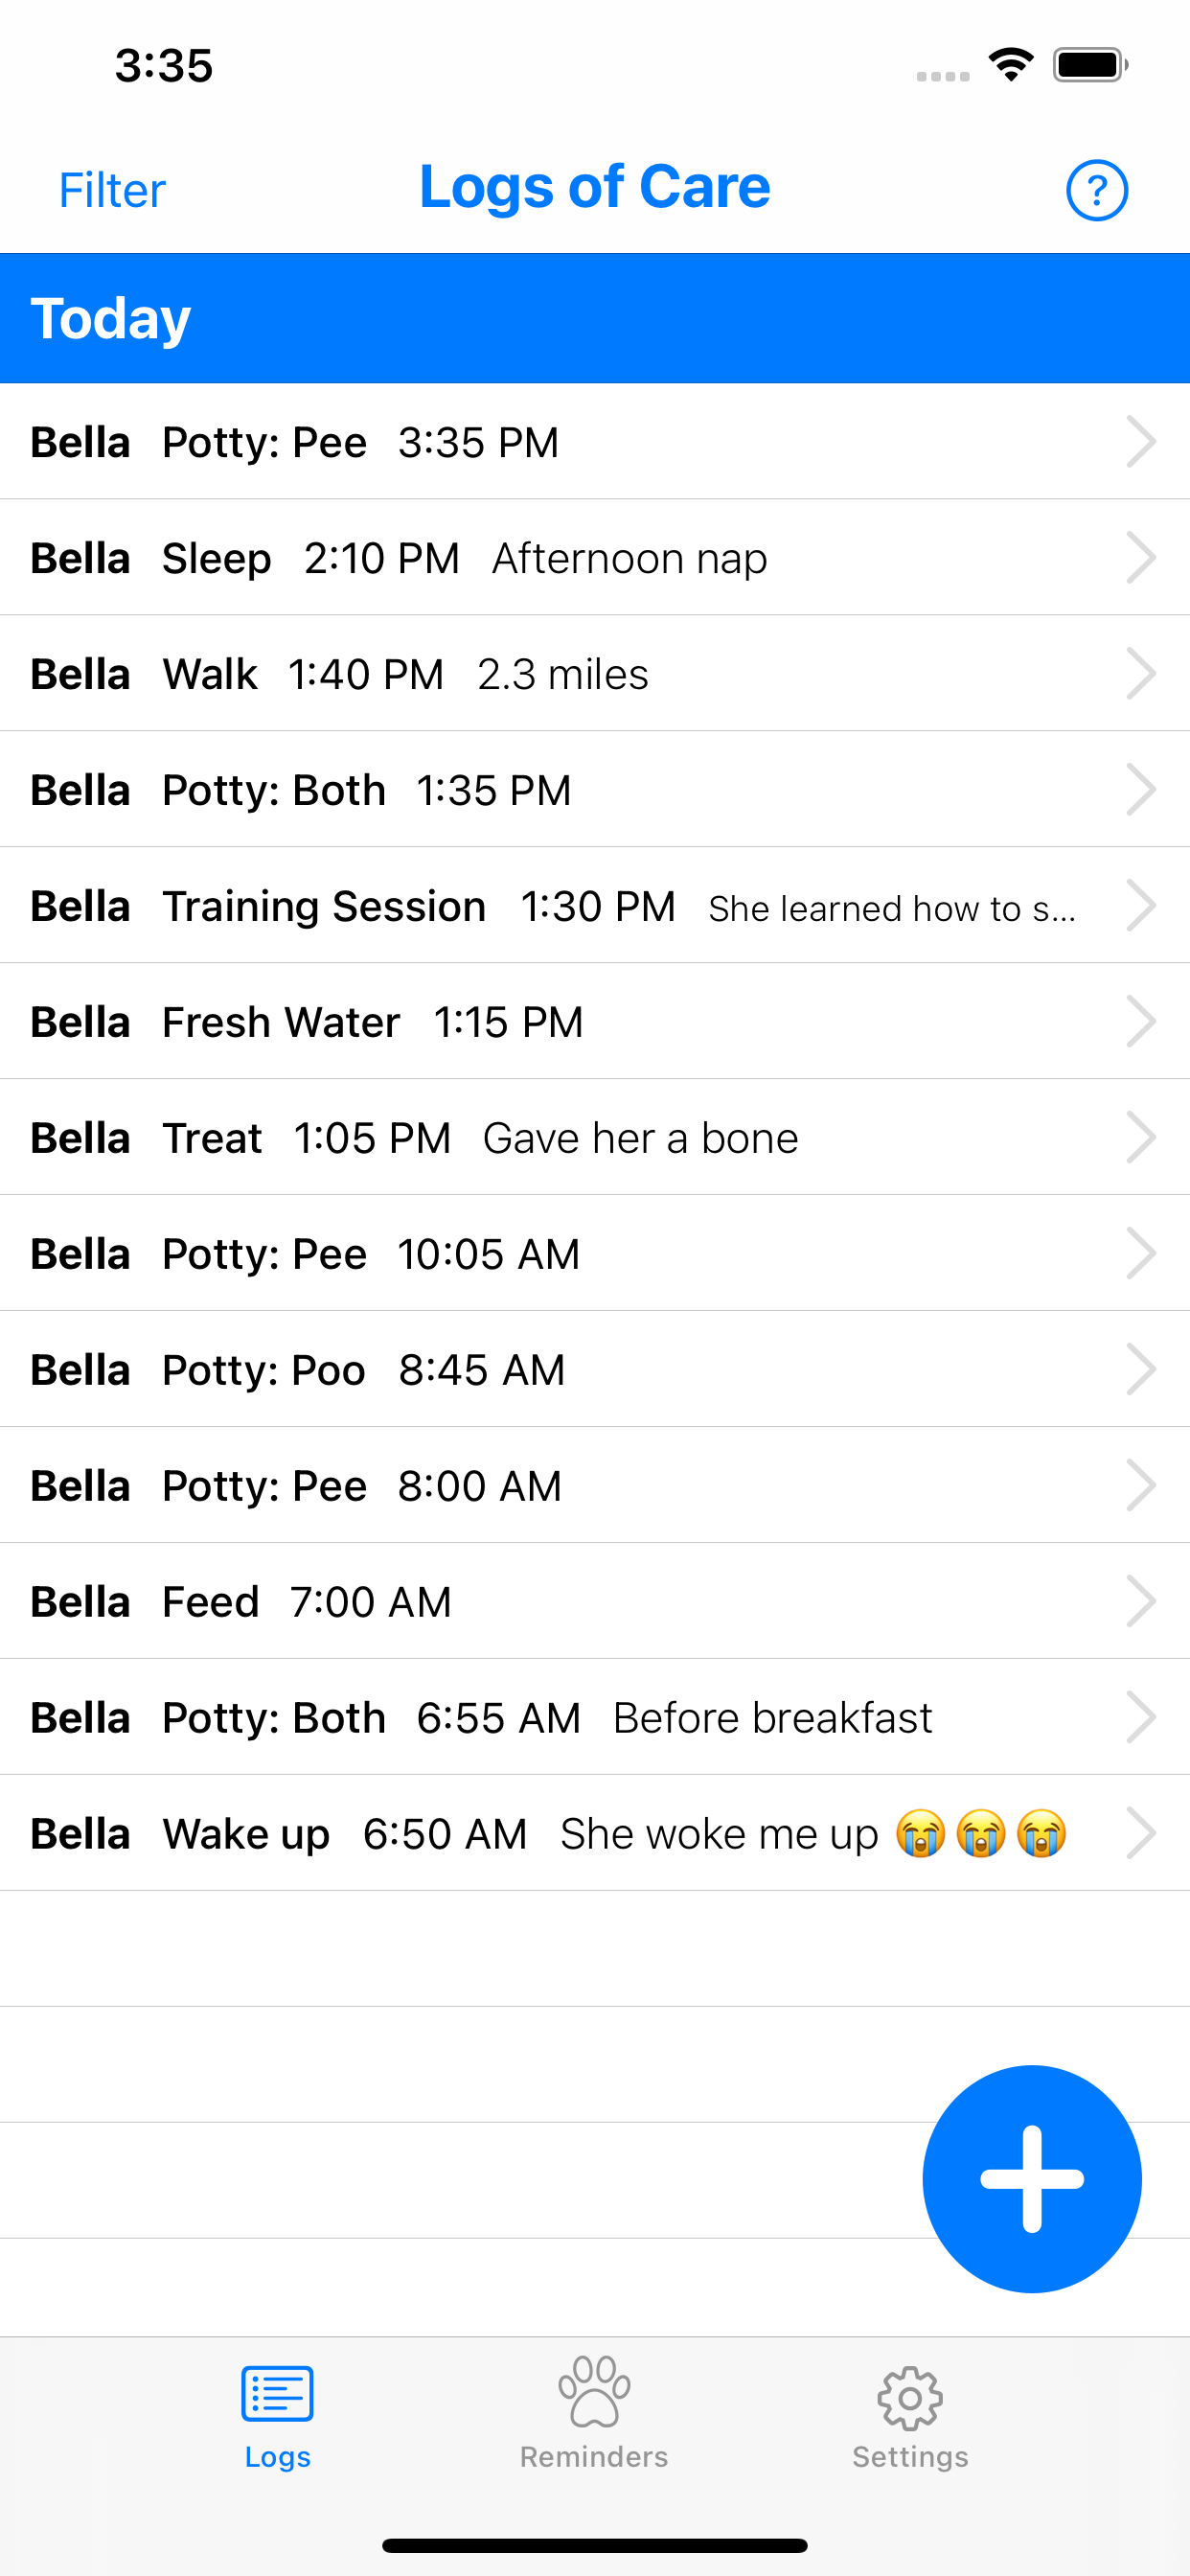 3:35
Filter Logs of Care ?
Today
Bella Potty: Pee 3:35 PM
Bella Sleep 2:10 PM Afternoon nap
Bella Walk 1:40 PM 2.3 miles
Bella Potty: Both 1:35 PM
Bella Training Session 1:30 PM She learned how to s...
Bella Fresh Water 1:15 PM
Bella Treat 1:05 PM Gave her a bone
Bella Potty: Pee 10:05 AM
Bella Potty: Poo 8:45 AM
Bella Potty: Pee 8:00 AM
Bella Feed 7:00 AM
Bella Potty: Both 6:55 AM Before breakfast
Bella Wake up 6:50 AM She woke me up 😭😭😭
Logs Reminders Settings